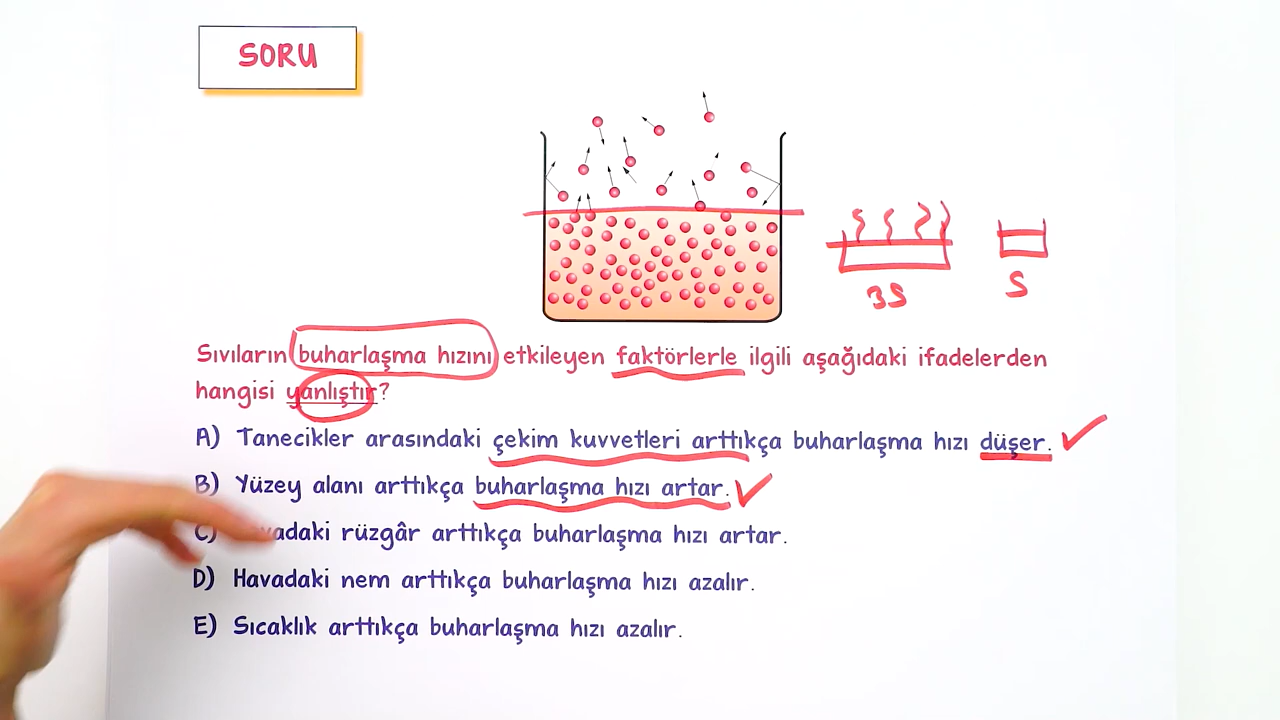 SORU
3S
S
Sıvıların buharlaşma hızını etkileyen faktörlerle ilgili aşağıdaki ifadelerden
hangisi yanlıştır?
A) Tanecikler arasındaki çekim kuvvetleri arttıkça buharlaşma hızı düşer.
B) Yüzey alanı arttıkça buharlaşma hızı artar.
C) rüzgâr arttıkça buharlaşma hızı artar.
D) Havadaki nem arttıkça buharlaşma hızı azalır.
E) Sıcaklık arttıkça buharlaşma hızı azalır.